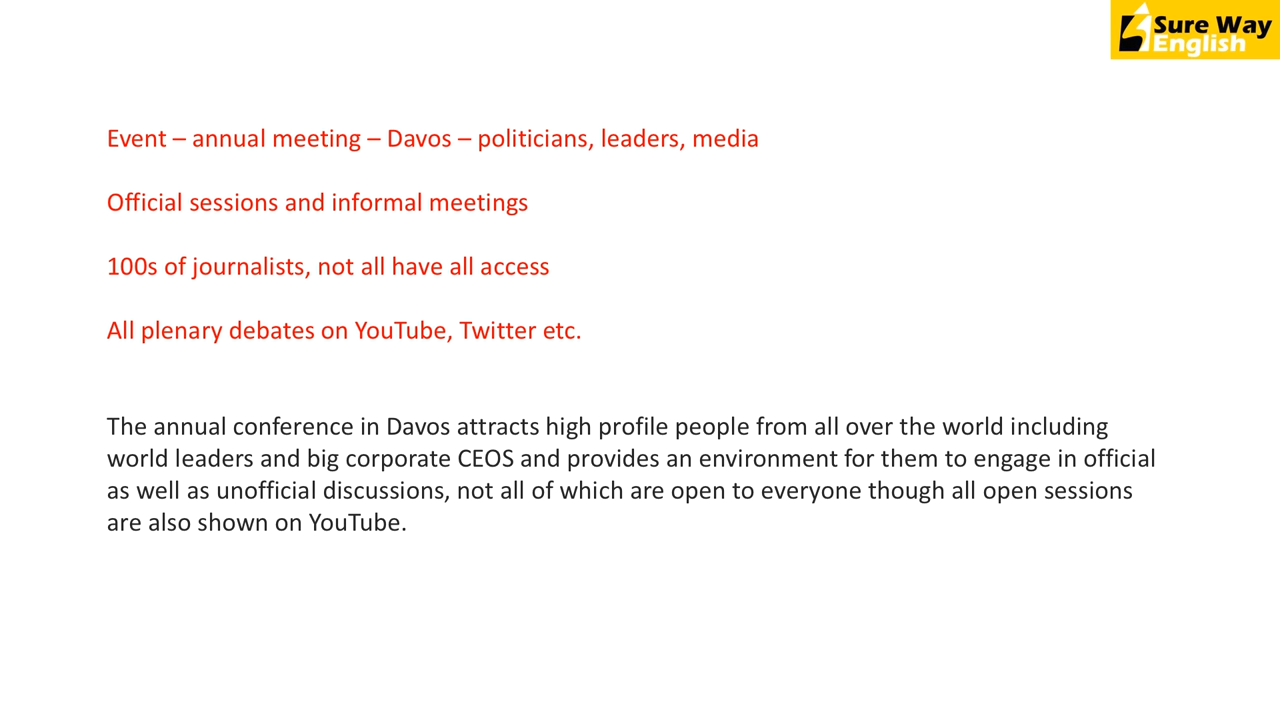 Sure Way
English
Event – annual meeting – Davos – politicians, leaders, media
Official sessions and informal meetings
100s of journalists, not all have all access
All plenary debates on YouTube, Twitter etc.
The annual conference in Davos attracts high profile people from all over the world including
world leaders and big corporate CEOS and provides an environment for them to engage in official
as well as unofficial discussions, not all of which are open to everyone though all open sessions
are also shown on YouTube.